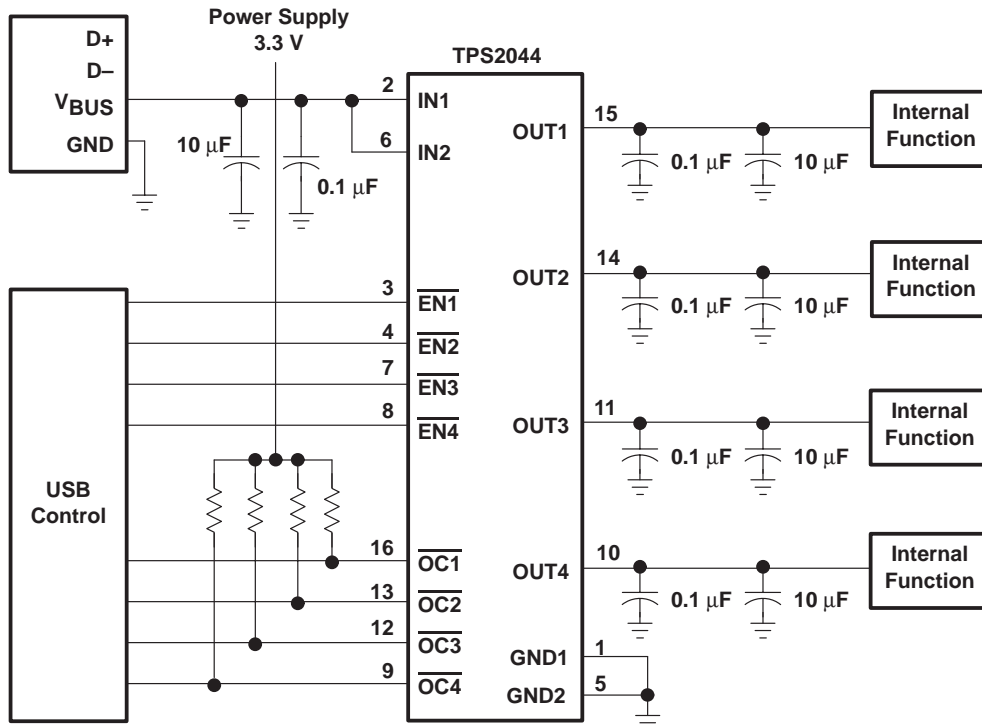 Power Supply
3.3 V
TPS2044
D+
D–
VBUS
GND
10 μF
0.1 μF
2
IN1
6
IN2
3
EN1
4
EN2
7
EN3
8
EN4
USB
Control
16
OC1
13
OC2
12
OC3
9
OC4
OUT1
15
0.1 μF
10 μF
Internal
Function
OUT2
14
0.1 μF
10 μF
Internal
Function
OUT3
11
0.1 μF
10 μF
Internal
Function
OUT4
10
0.1 μF
10 μF
Internal
Function
GND1
1
GND2
5